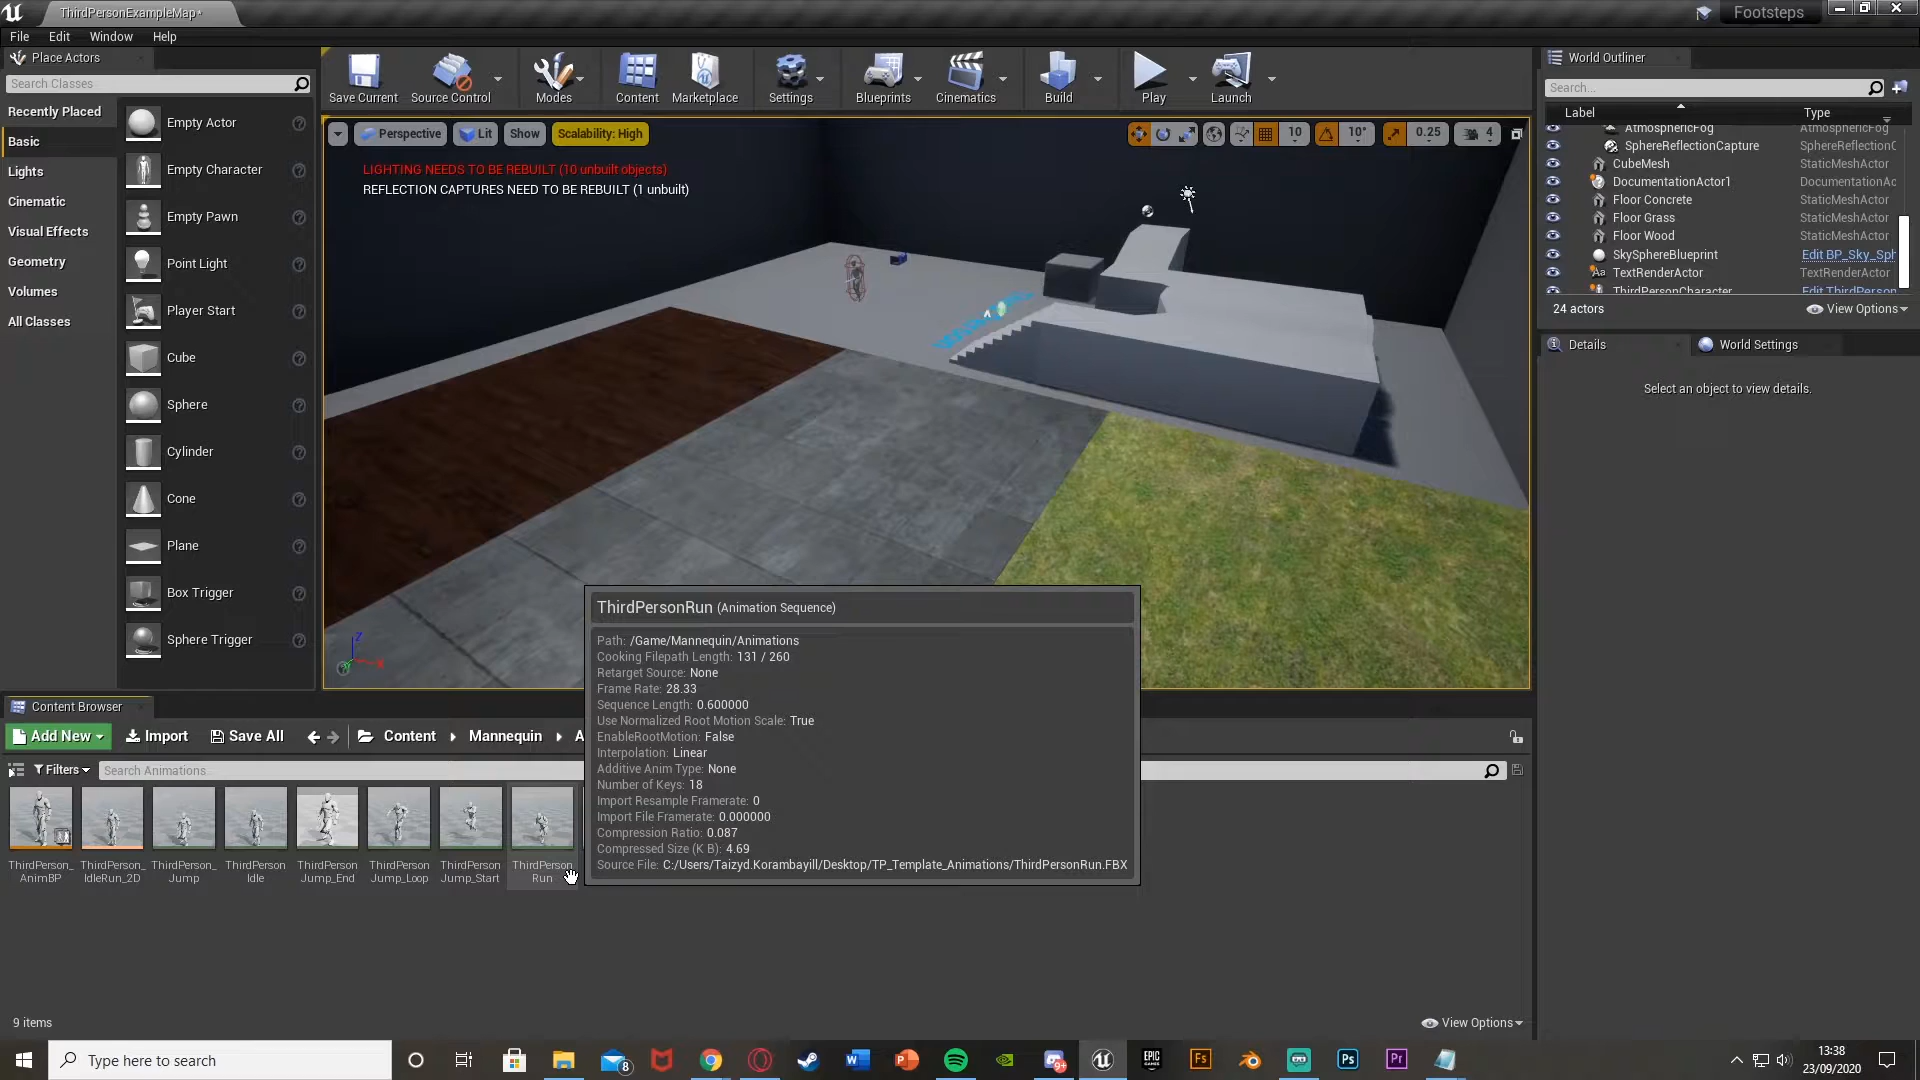 ThirdPersonExampleMap*
Footsteps
File Edit Window Help
Place Actors
Search Classes
Recently Placed
Basic
Lights
Cinematic
Visual Effects
Geometry
Volumes
All Classes
Empty Actor
Empty Character
Empty Pawn
Point Light
Player Start
Cube
Sphere
Cylinder
Cone
Plane
Box Trigger
Sphere Trigger
Save Current Source Control Modes Content Marketplace Settings Blueprints Cinematics Build Play Launch
Perspective Lit Show Scalability: High
10 10° 0.25 4
LIGHTING NEEDS TO BE REBUILT (10 unbuilt objects)
REFLECTION CAPTURES NEED TO BE REBUILT (1 unbuilt)
Z
X
World Outliner
Search...
Label Type
AtmosphericFog AtmosphericFog
SphereReflectionCapture SphereReflectionC
CubeMesh StaticMeshActor
DocumentationActor1 DocumentationAc
Floor Concrete StaticMeshActor
Floor Grass StaticMeshActor
Floor Wood StaticMeshActor
SkySphereBlueprint Edit BP_Sky_Sph
TextRenderActor TextRenderActor
ThirdPersonCharacter Edit ThirdPerson
24 actors View Options
Details World Settings
Select an object to view details.
ThirdPersonRun (Animation Sequence)
Path: /Game/Mannequin/Animations
Cooking Filepath Length: 131 / 260
Retarget Source: None
Frame Rate: 28.33
Sequence Length: 0.600000
Use Normalized Root Motion Scale: True
EnableRootMotion: False
Interpolation: Linear
Additive Anim Type: None
Number of Keys: 18
Import Resample Framerate: 0
Import File Framerate: 0.000000
Compression Ratio: 0.087
Compressed Size (K B): 4.69
Source File: C:/Users/Taizyd.Korambayill/Desktop/TP_Template_Animations/ThirdPersonRun.FBX
Content Browser
Add New Import Save All Content Mannequin A
Filters Search Animations
ThirdPerson_
AnimBP
ThirdPerson_
IdleRun_2D
ThirdPerson_
Jump
ThirdPerson
Idle
ThirdPerson
Jump_End
ThirdPerson
Jump_Loop
ThirdPerson
Jump_Start
ThirdPerson
Run
9 items View Options
Type here to search
8
W
P
9+
EPIC GAMES
Fs
Ps
Pr
13:38
23/09/2020